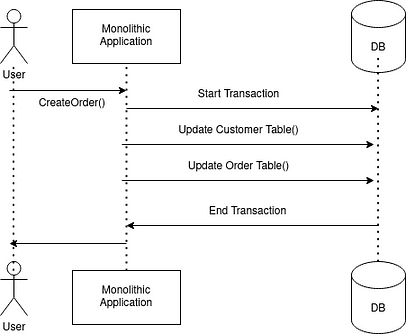 Monolithic
Application
DB
User
Start Transaction
CreateOrder()
Update Customer Table()
Update Order Table()
End Transaction
Monolithic
Application
DB
User